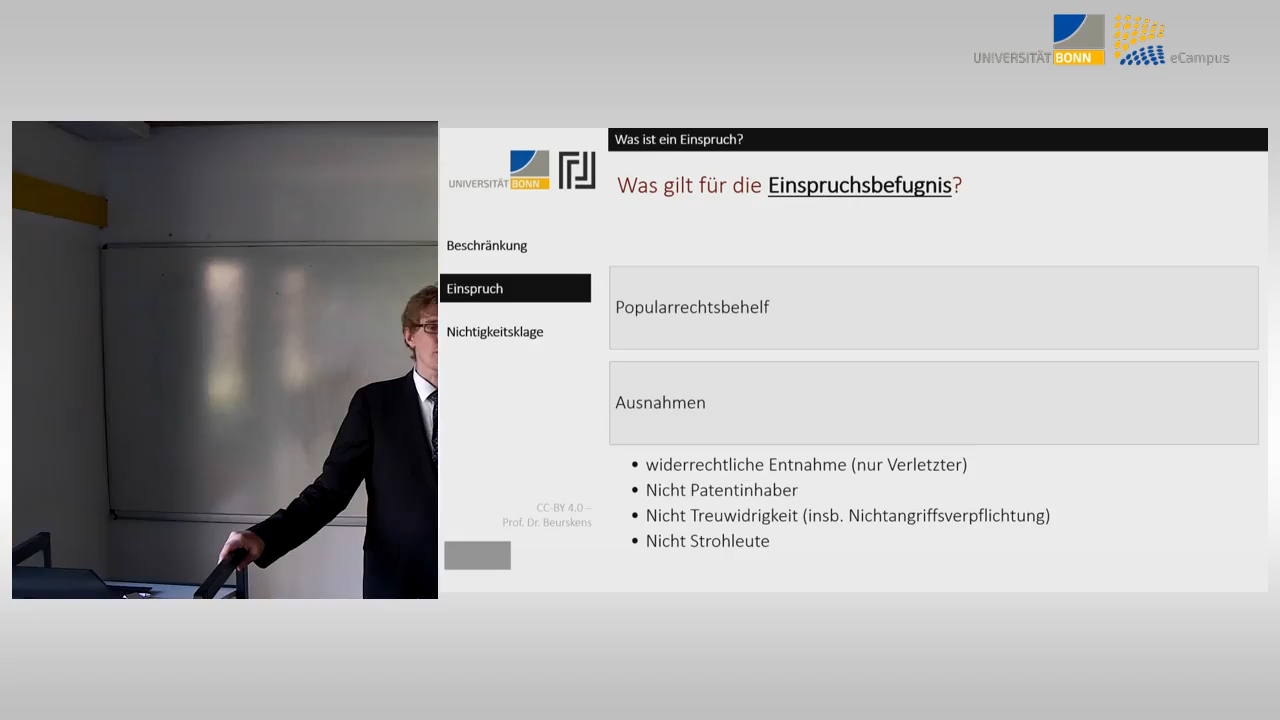 UNIVERSITÄT BONN
eCampus
Was ist ein Einspruch?
UNIVERSITÄT BONN
Was gilt für die Einspruchsbefugnis?
Beschränkung
Einspruch
Nichtigkeitsklage
Popularrechtsbehelf
Ausnahmen
• widerrechtliche Entnahme (nur Verletzter)
• Nicht Patentinhaber
• Nicht Treuwidrigkeit (insb. Nichtangriffsverpflichtung)
• Nicht Strohleute
CC-BY 4.0 –
Prof. Dr. Beurskens